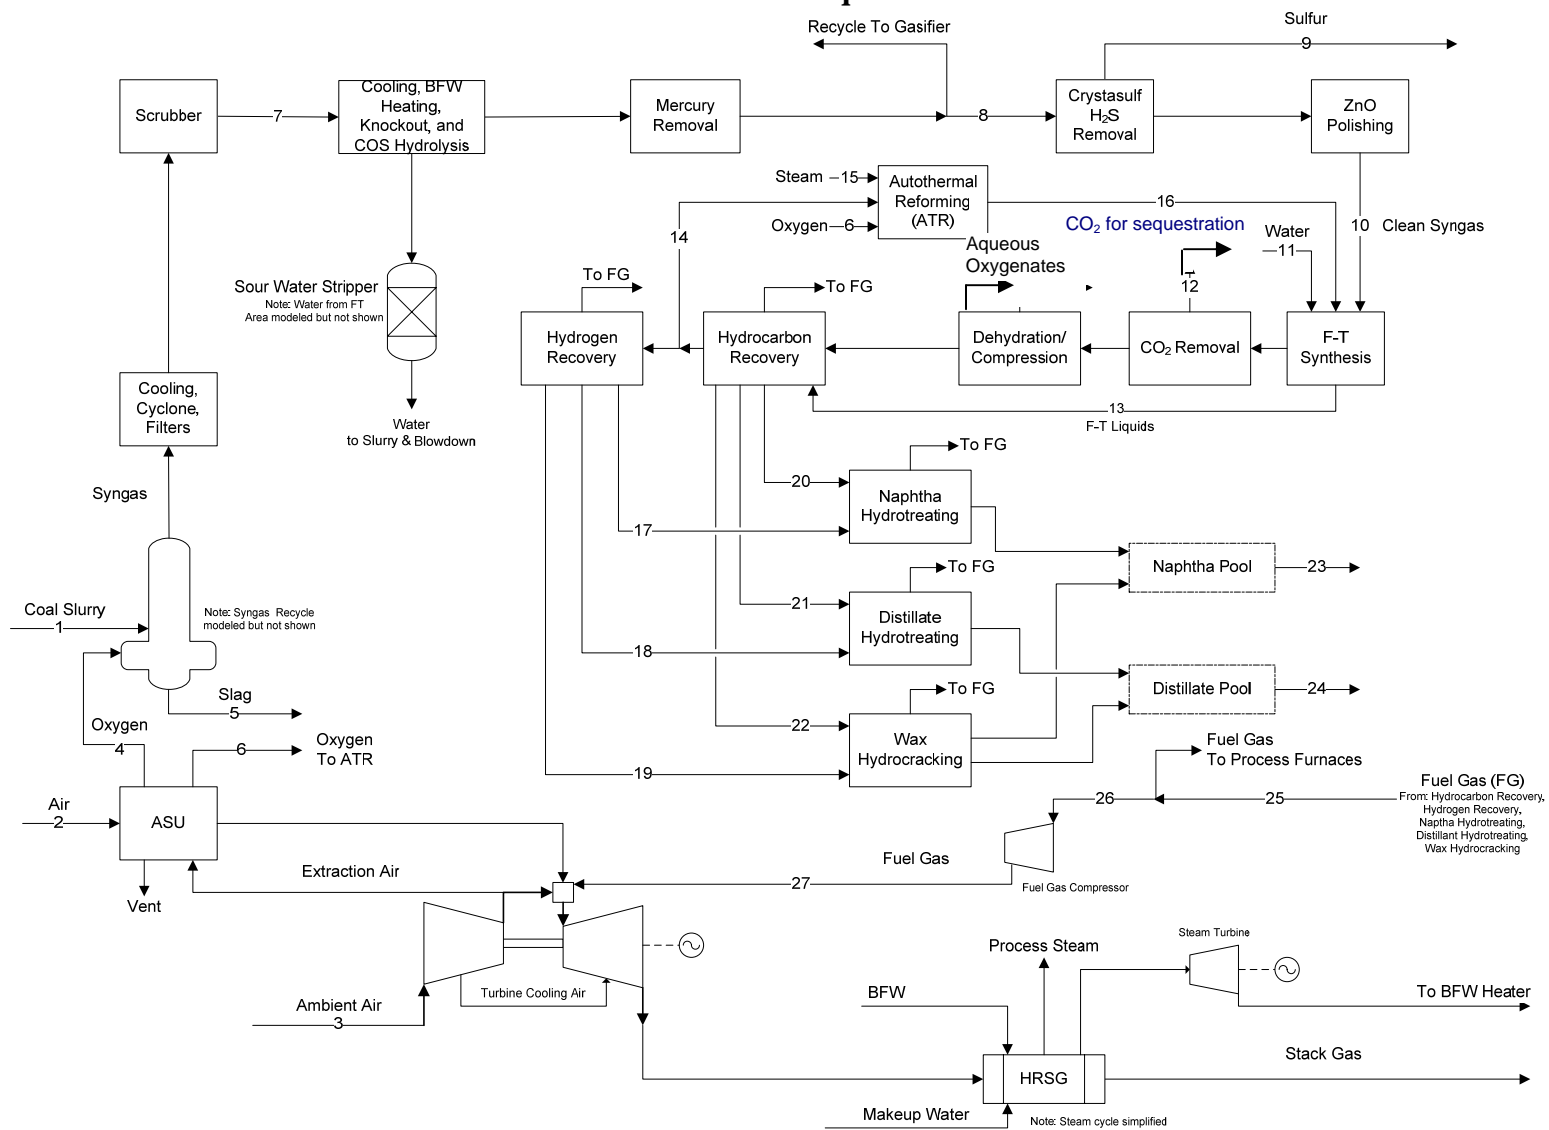 Recycle To Gasifier
Sulfur
9
Scrubber
7
Cooling, BFW
Heating,
Knockout, and
COS Hydrolysis
Mercury
Removal
8
Crystasulf
H₂S
Removal
ZnO
Polishing
Steam
15
Oxygen
6
Autothermal
Reforming
(ATR)
16
14
CO₂ for sequestration
Water
11
10
Clean Syngas
Aqueous
Oxygenates
12
Sour Water Stripper
Note: Water from FT
Area modeled but not shown
To FG
To FG
Hydrogen
Recovery
Hydrocarbon
Recovery
Dehydration/
Compression
CO₂ Removal
F-T
Synthesis
13
F-T Liquids
Cooling,
Cyclone,
Filters
Water
to Slurry & Blowdown
To FG
20
Naphtha
Hydrotreating
17
Syngas
To FG
Naphtha Pool
23
Coal Slurry
1
Note: Syngas Recycle
modeled but not shown
21
Distillate
Hydrotreating
18
To FG
Distillate Pool
24
Slag
5
22
Wax
Hydrocracking
19
Oxygen
4
6
Oxygen
To ATR
Fuel Gas
To Process Furnaces
Fuel Gas (FG)
From: Hydrocarbon Recovery,
Hydrogen Recovery,
Naptha Hydrotreating,
Distillant Hydrotreating,
Wax Hydrocracking
26
25
Air
2
ASU
Extraction Air
Fuel Gas
27
Fuel Gas Compressor
Vent
Steam Turbine
Process Steam
Turbine Cooling Air
Ambient Air
3
BFW
To BFW Heater
HRSG
Stack Gas
Makeup Water
Note: Steam cycle simplified